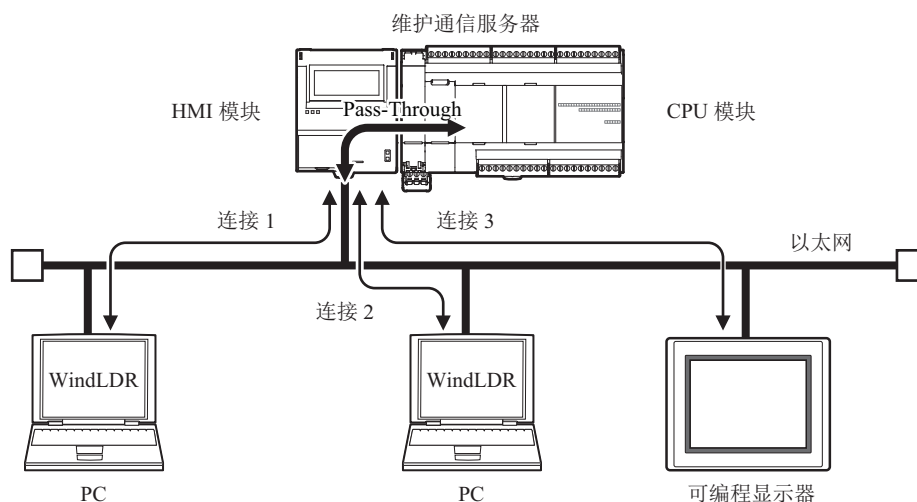 维护通信服务器
HMI 模块
Pass-Through
CPU 模块
连接 1
连接 3
以太网
连接 2
WindLDR
WindLDR
PC
PC
可编程显示器